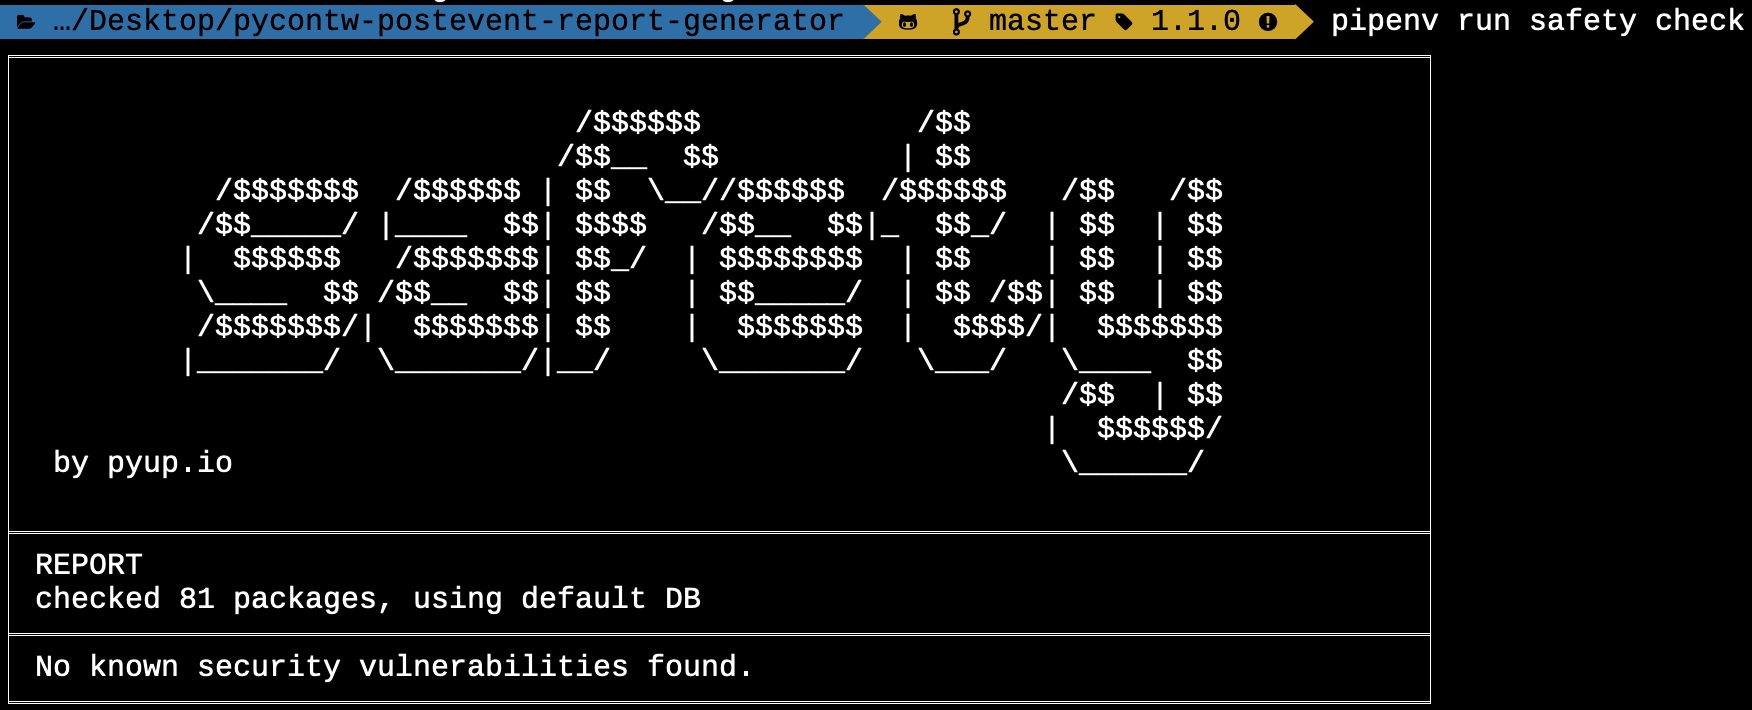 …/Desktop/pycontw-postevent-report-generator master 1.1.0 pipenv run safety check
                               /$$$$$$            /$$
                              /$$__  $$          | $$
           /$$$$$$$  /$$$$$$ | $$  \__//$$$$$$  /$$$$$$   /$$   /$$
          /$$_____/ |____  $$| $$$$   /$$__  $$|_  $$_/  | $$  | $$
         |  $$$$$$   /$$$$$$$| $$_/  | $$$$$$$$  | $$    | $$  | $$
          \____  $$ /$$__  $$| $$    | $$_____/  | $$ /$$| $$  | $$
          /$$$$$$$/|  $$$$$$$| $$    |  $$$$$$$  |  $$$$/|  $$$$$$$
         |_______/  \_______/|__/     \_______/   \___/   \____  $$
                                                          /$$  | $$
                                                         |  $$$$$$/
by pyup.io                                                \______/
REPORT
checked 81 packages, using default DB
No known security vulnerabilities found.